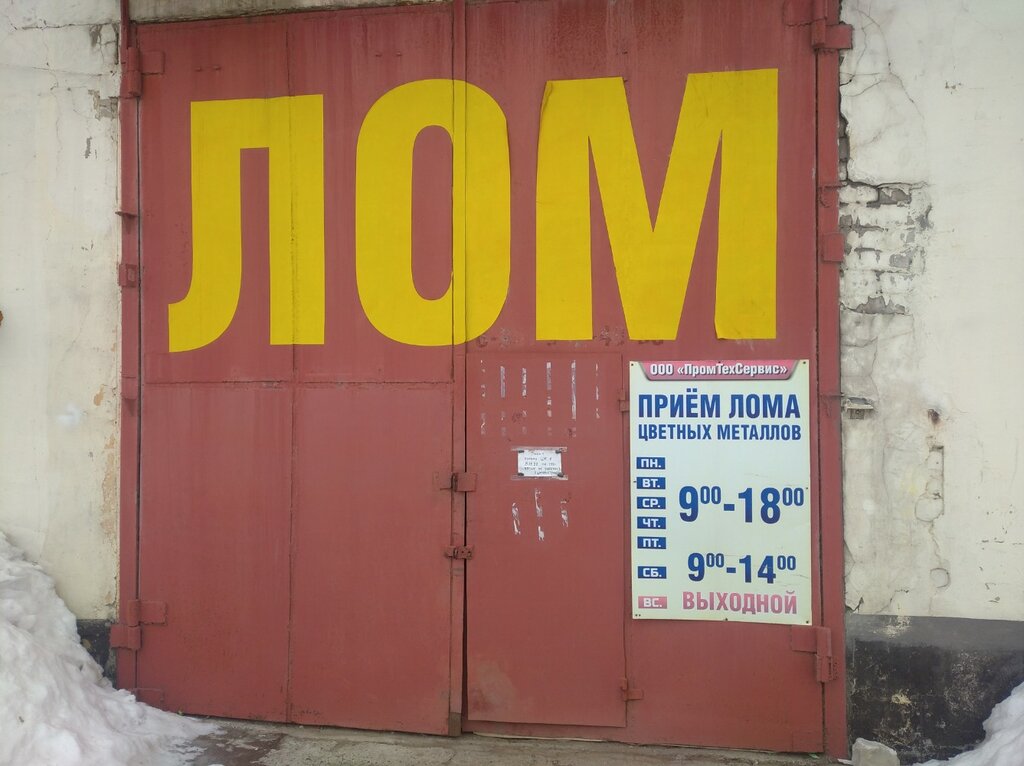 ЛОМ
ООО «ПромТехСервис»
ПРИЁМ ЛОМА
ЦВЕТНЫХ МЕТАЛЛОВ
ПН.
ВТ.
СР.
ЧТ.
ПТ.
9⁰⁰-18⁰⁰
СБ. 9⁰⁰-14⁰⁰
ВС. ВЫХОДНОЙ